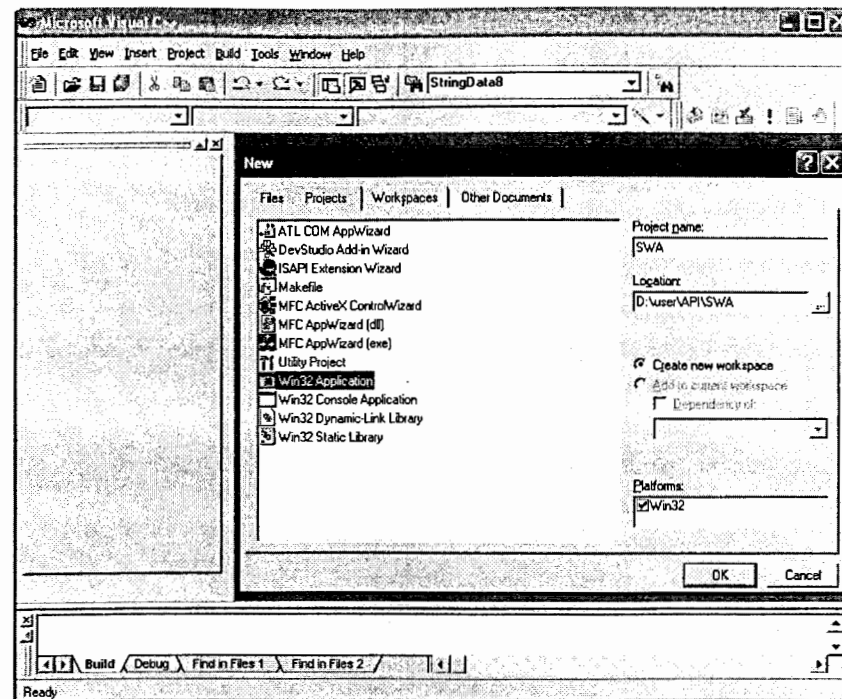 Microsoft Visual C++
File Edit View Insert Project Build Tools Window Help
StringData8
New
Files Projects Workspaces Other Documents
ATL COM AppWizard
DevStudio Add-in Wizard
ISAPI Extension Wizard
Makefile
MFC ActiveX ControlWizard
MFC AppWizard (dll)
MFC AppWizard (exe)
Utility Project
Win32 Application
Win32 Console Application
Win32 Dynamic-Link Library
Win32 Static Library
Project name:
SWA
Location:
D:\user\API\SWA
...
Create new workspace
Add to current workspace
Dependency of:
Platforms:
Win32
OK Cancel
Build Debug Find in Files 1 Find in Files 2
Ready